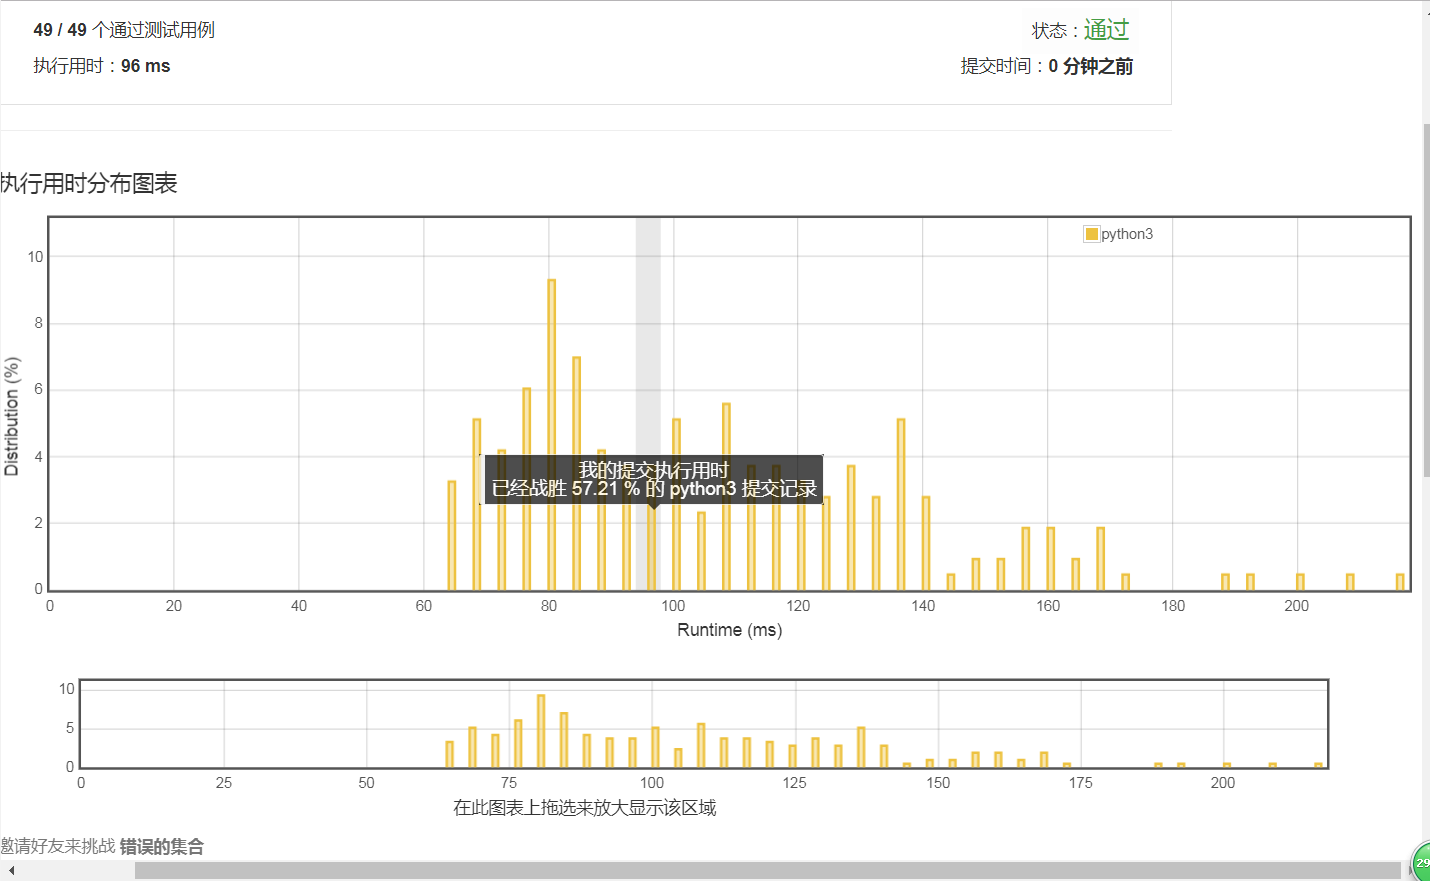 49 / 49 个通过测试用例
状态：通过
执行用时：96 ms
提交时间：0 分钟之前
执行用时分布图表
python3
10
8
6
4
2
0
Distribution (%)
我的提交执行用时
已经战胜 57.21 % 的 python3 提交记录
0 20 40 60 80 100 120 140 160 180 200
Runtime (ms)
10
5
0
0 25 50 75 100 125 150 175 200
在此图表上拖选来放大显示该区域
邀请好友来挑战 错误的集合
29